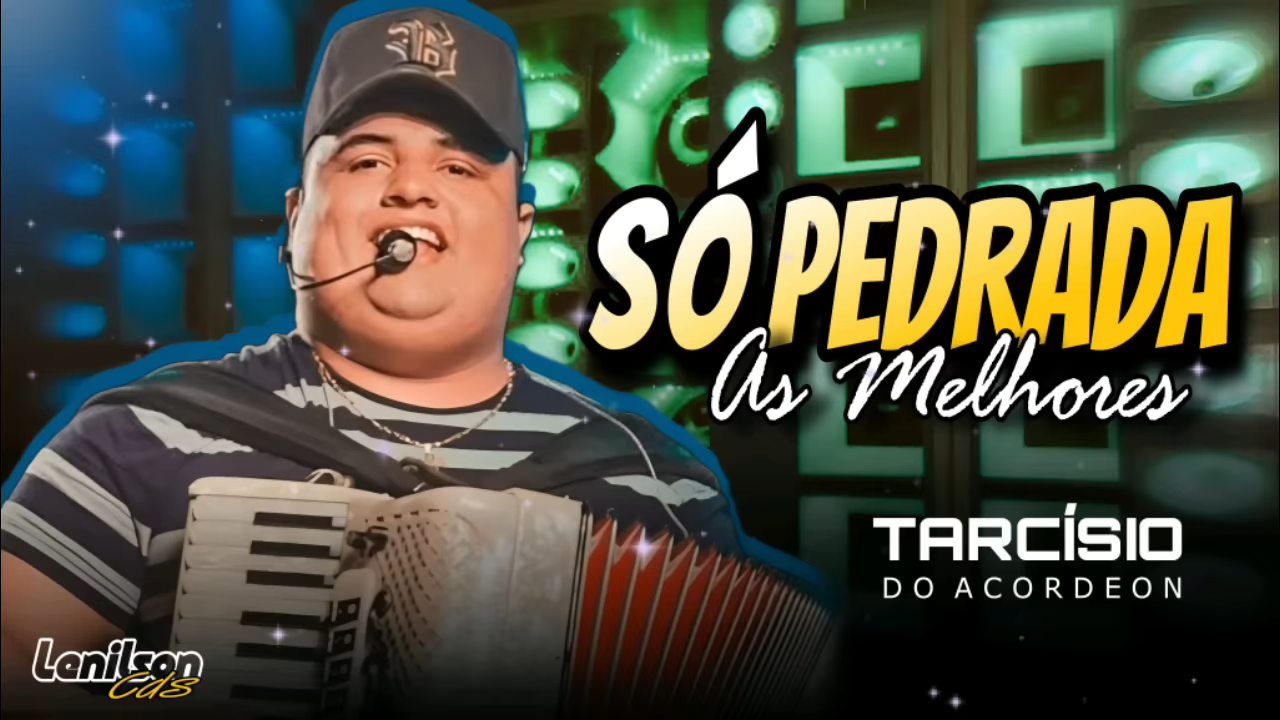 B
SÓ PEDRADA
As Melhores
TARCÍSIO
DO ACORDEON
Lenilson
Cds